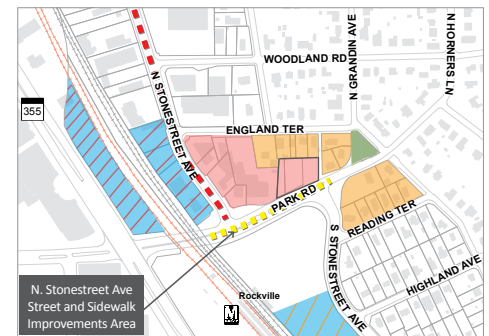 N GRANDIN AVE
N HORNERS LN
WOODLAND RD
N STONESTREET AVE
355
ENGLAND TER
PARK RD
READING TER
S STONESTREET AVE
HIGHLAND AVE
N. Stonestreet Ave
Street and Sidewalk
Improvements Area
Rockville
M